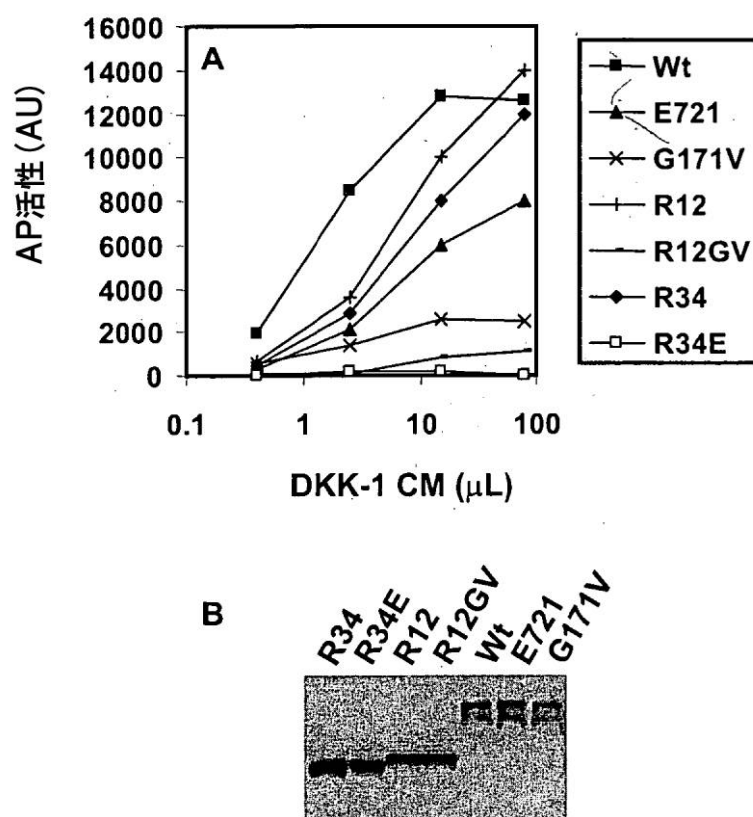 A
16000
14000
12000
10000
8000
6000
4000
2000
0
AP活性 (AU)
0.1
1
10
100
DKK-1 CM (μL)
Wt
E721
G171V
R12
R12GV
R34
R34E
B
R34
R34E
R12
R12GV
Wt
E721
G171V